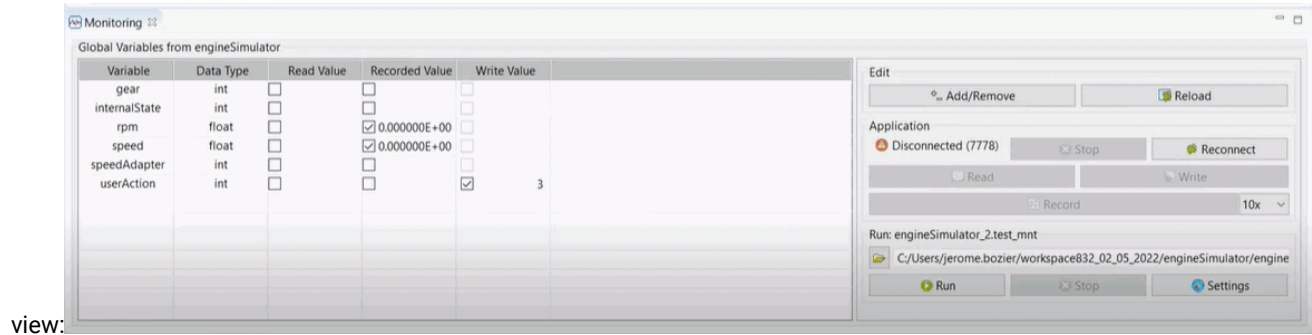 Monitoring
Global Variables from engineSimulator
Variable Data Type Read Value Recorded Value Write Value
gear int
internalState int
rpm float 0.000000E+00
speed float 0.000000E+00
speedAdapter int
userAction int 3
Edit
Add/Remove Reload
Application
Disconnected (7778) Stop Reconnect
Read Write
Record 10x
Run: engineSimulator_2.test_mnt
C:/Users/jerome.bozier/workspace832_02_05_2022/engineSimulator/engine
Run Stop Settings
view: